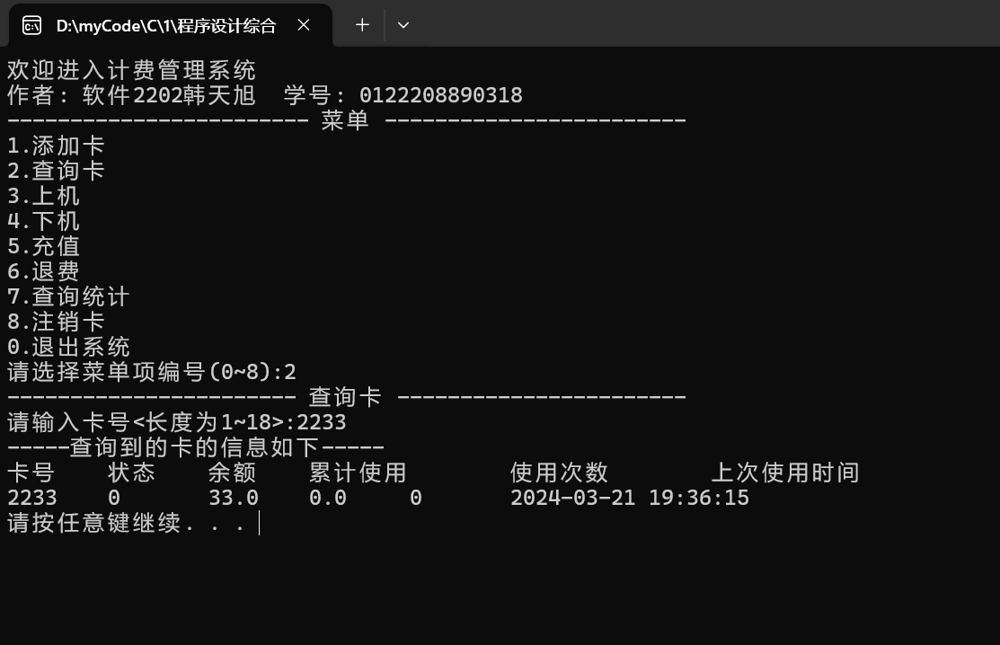 D:\myCode\C\1\程序设计综合
欢迎进入计费管理系统
作者: 软件2202韩天旭  学号: 0122208890318
------------------------ 菜单 ------------------------
1.添加卡
2.查询卡
3.上机
4.下机
5.充值
6.退费
7.查询统计
8.注销卡
0.退出系统
请选择菜单项编号(0~8):2
----------------------- 查询卡 -----------------------
请输入卡号<长度为1~18>:2233
-----查询到的卡的信息如下-----
卡号    状态    余额    累计使用        使用次数        上次使用时间
2233    0       33.0    0.0     0       2024-03-21 19:36:15
请按任意键继续. . .